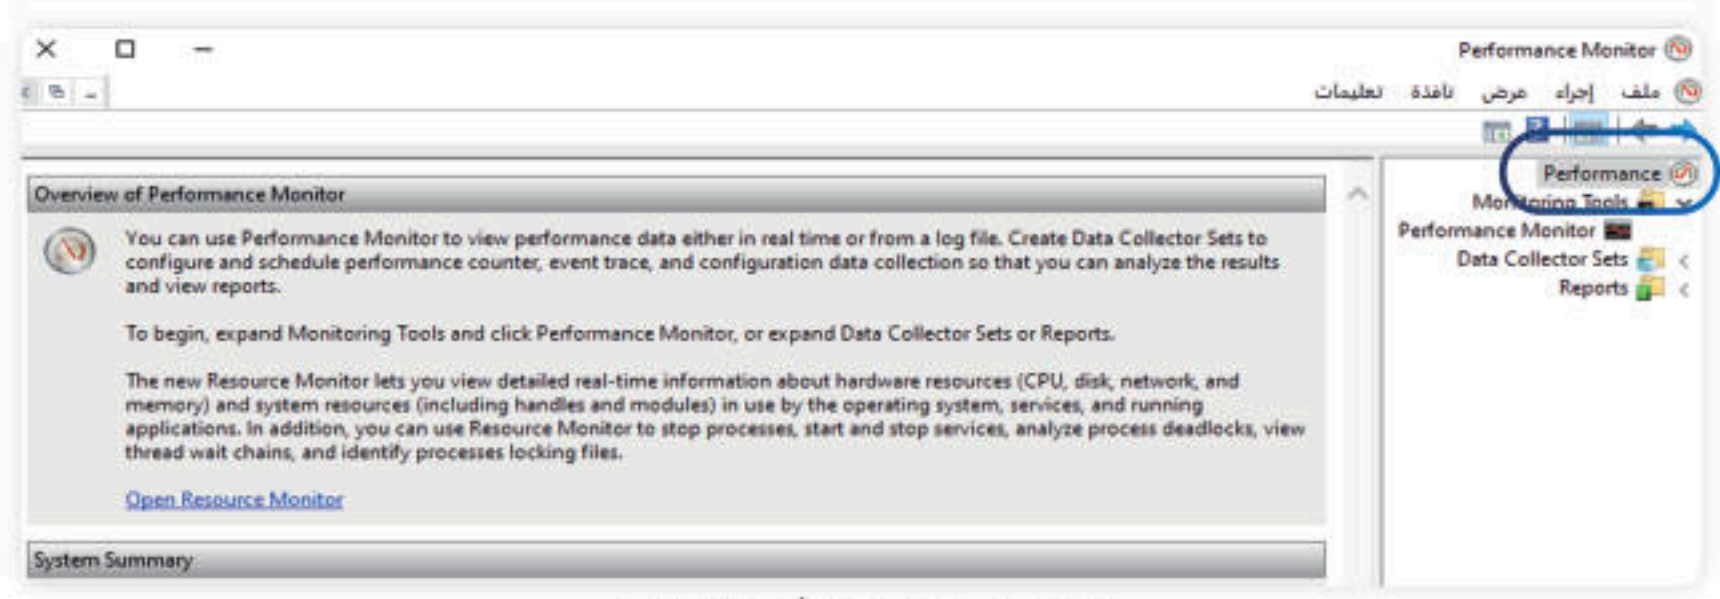 Performance Monitor
ملف إجراء عرض نافذة تعليمات
Performance
Monitoring Tools
Performance Monitor
Data Collector Sets
Reports
Overview of Performance Monitor
You can use Performance Monitor to view performance data either in real time or from a log file. Create Data Collector Sets to
configure and schedule performance counter, event trace, and configuration data collection so that you can analyze the results
and view reports.
To begin, expand Monitoring Tools and click Performance Monitor, or expand Data Collector Sets or Reports.
The new Resource Monitor lets you view detailed real-time information about hardware resources (CPU, disk, network, and
memory) and system resources (including handles and modules) in use by the operating system, services, and running
applications. In addition, you can use Resource Monitor to stop processes, start and stop services, analyze process deadlocks, view
thread wait chains, and identify processes locking files.
Open Resource Monitor
System Summary